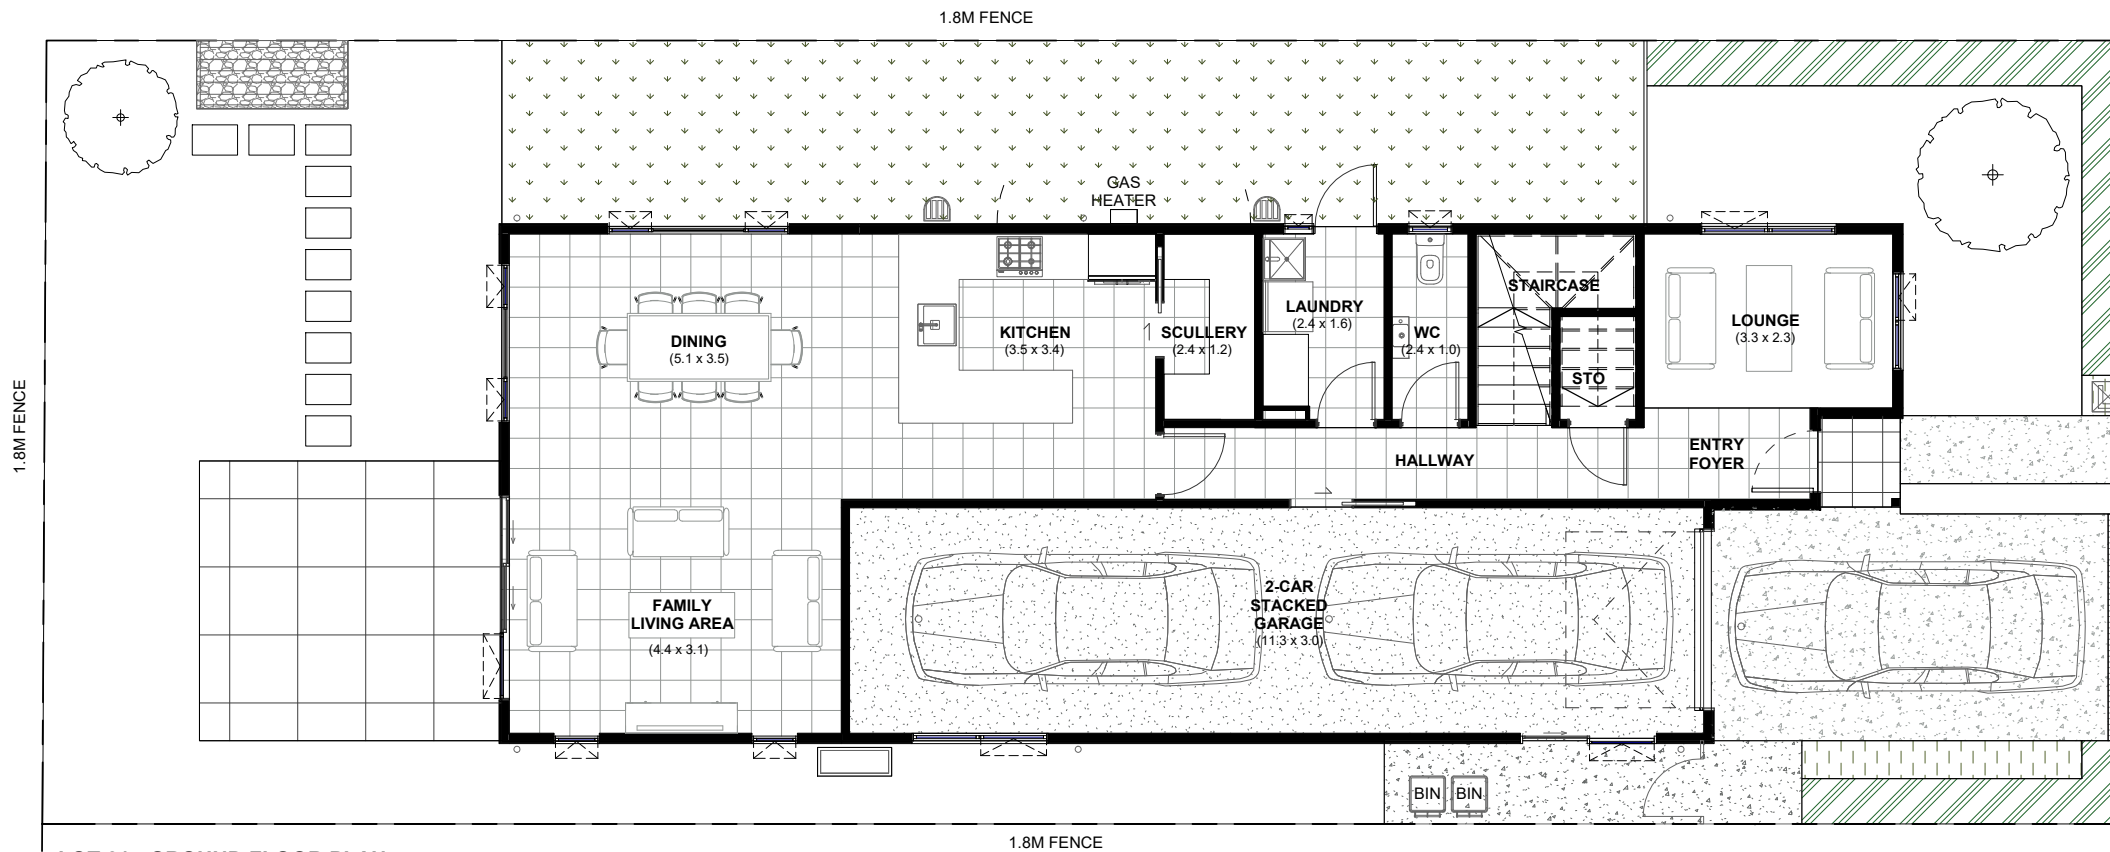 1.8M FENCE
GAS
HEATER
STAIRCASE
LAUNDRY
(2.4 x 1.6)
LOUNGE
(3.3 x 2.3)
DINING
(5.1 x 3.5)
KITCHEN
(3.5 x 3.4)
SCULLERY
(2.4 x 1.2)
WC
(2.4 x 1.0)
STO
1.8M FENCE
ENTRY
FOYER
HALLWAY
2-CAR
STACKED
GARAGE
(11.3 x 3.0)
FAMILY
LIVING AREA
(4.4 x 3.1)
BIN BIN
1.8M FENCE